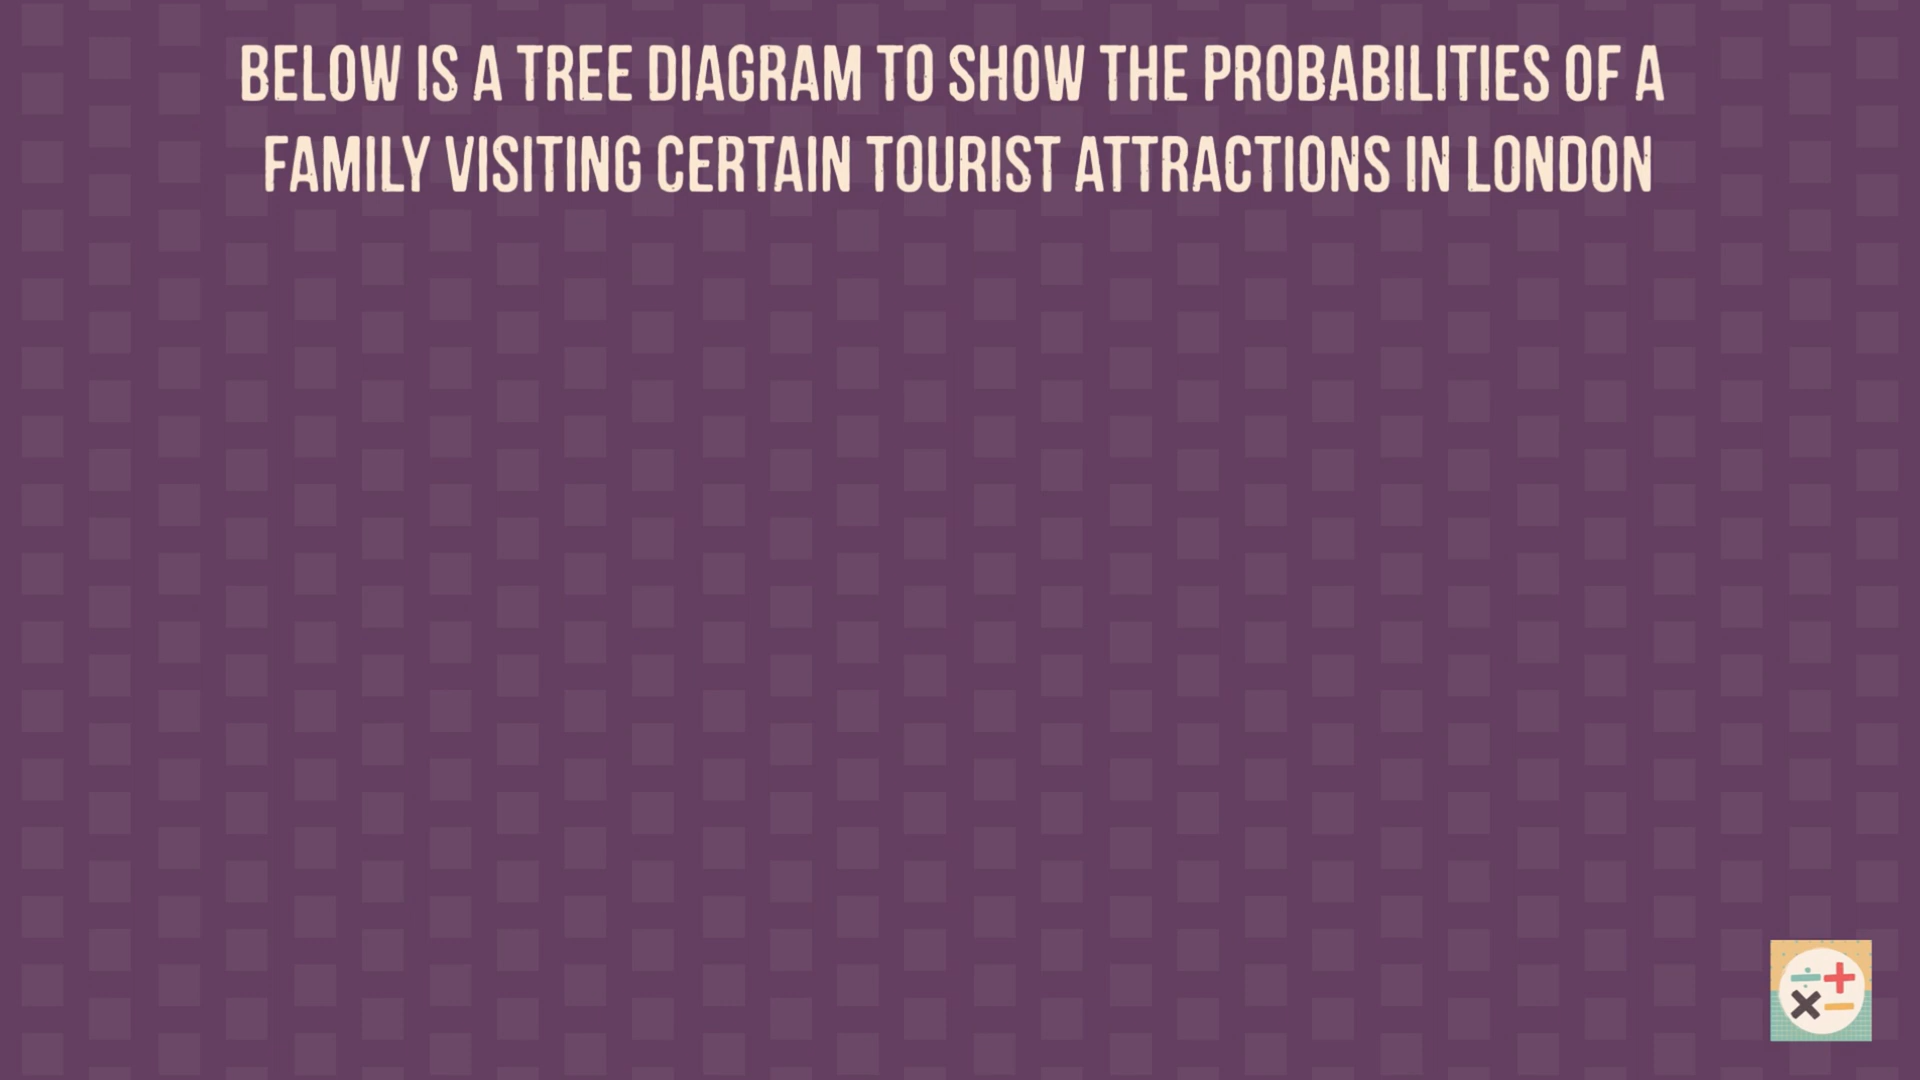 BELOW IS A TREE DIAGRAM TO SHOW THE PROBABILITIES OF A
FAMILY VISITING CERTAIN TOURIST ATTRACTIONS IN LONDON